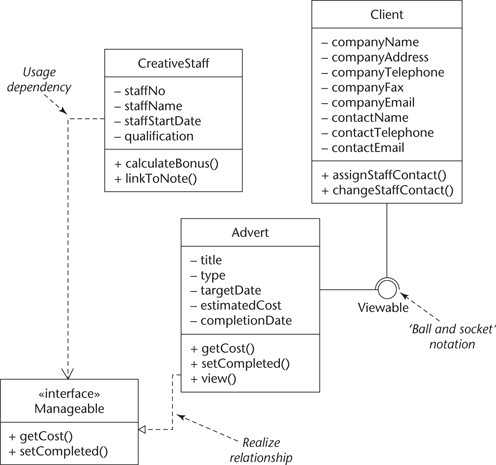 Client
– companyName
– companyAddress
– companyTelephone
– companyFax
– companyEmail
– contactName
– contactTelephone
– contactEmail
+ assignStaffContact()
+ changeStaffContact()
Usage
dependency
CreativeStaff
– staffNo
– staffName
– staffStartDate
– qualification
+ calculateBonus()
+ linkToNote()
Advert
– title
– type
– targetDate
– estimatedCost
– completionDate
+ getCost()
+ setCompleted()
+ view()
Viewable
‘Ball and socket’
notation
«interface»
Manageable
+ getCost()
+ setCompleted()
Realize
relationship